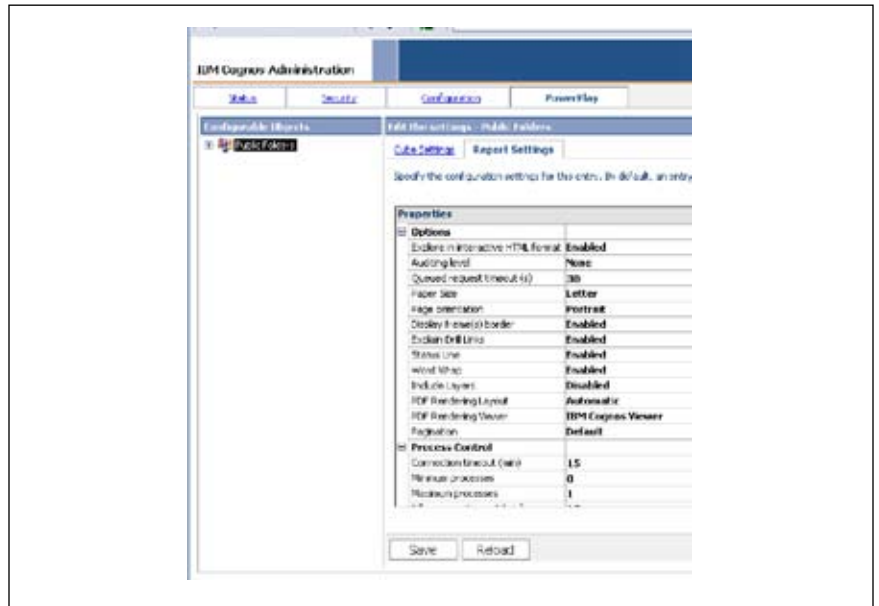 IBM Cognos Administration
Status Security Configuration PowerPlay
Configurable Objects
Public Folders
Edit the settings - Public Folders
Cube Settings Report Settings
Specify the configuration settings for this entry. By default, an entry
Properties
Options
Explore in interactive HTML format Enabled
Auditing level None
Queued request timeout (s) 30
Paper Size Letter
Page orientation Portrait
Display frame(s) border Enabled
Explain Drill Links Enabled
Status Line Enabled
Word Wrap Enabled
Include Layers Disabled
PDF Rendering Layout Automatic
PDF Rendering Viewer IBM Cognos Viewer
Pagination Default
Process Control
Connection timeout (min) 15
Minimum processes 0
Maximum processes 1
Save Reload